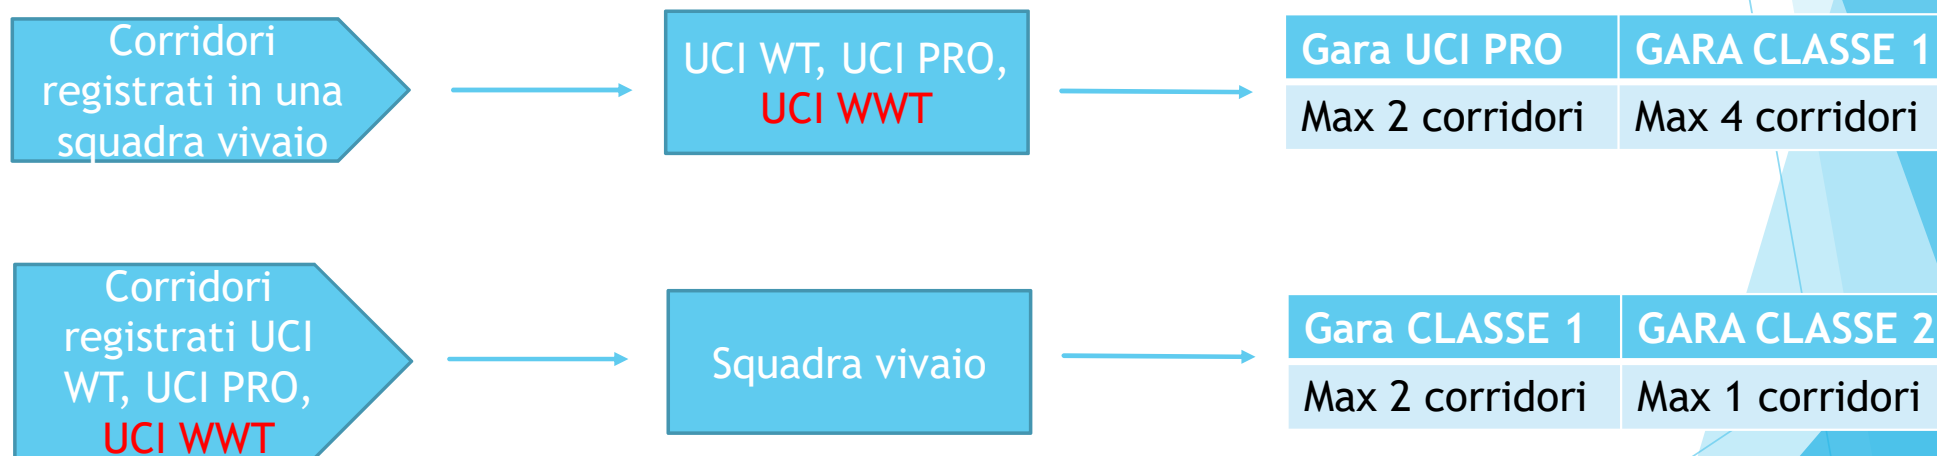 Corridori
registrati in una
squadra vivaio
UCI WT, UCI PRO,
UCI WWT
Gara UCI PRO GARA CLASSE 1
Max 2 corridori Max 4 corridori
Corridori
registrati UCI
WT, UCI PRO,
UCI WWT
Squadra vivaio
Gara CLASSE 1 GARA CLASSE 2
Max 2 corridori Max 1 corridori